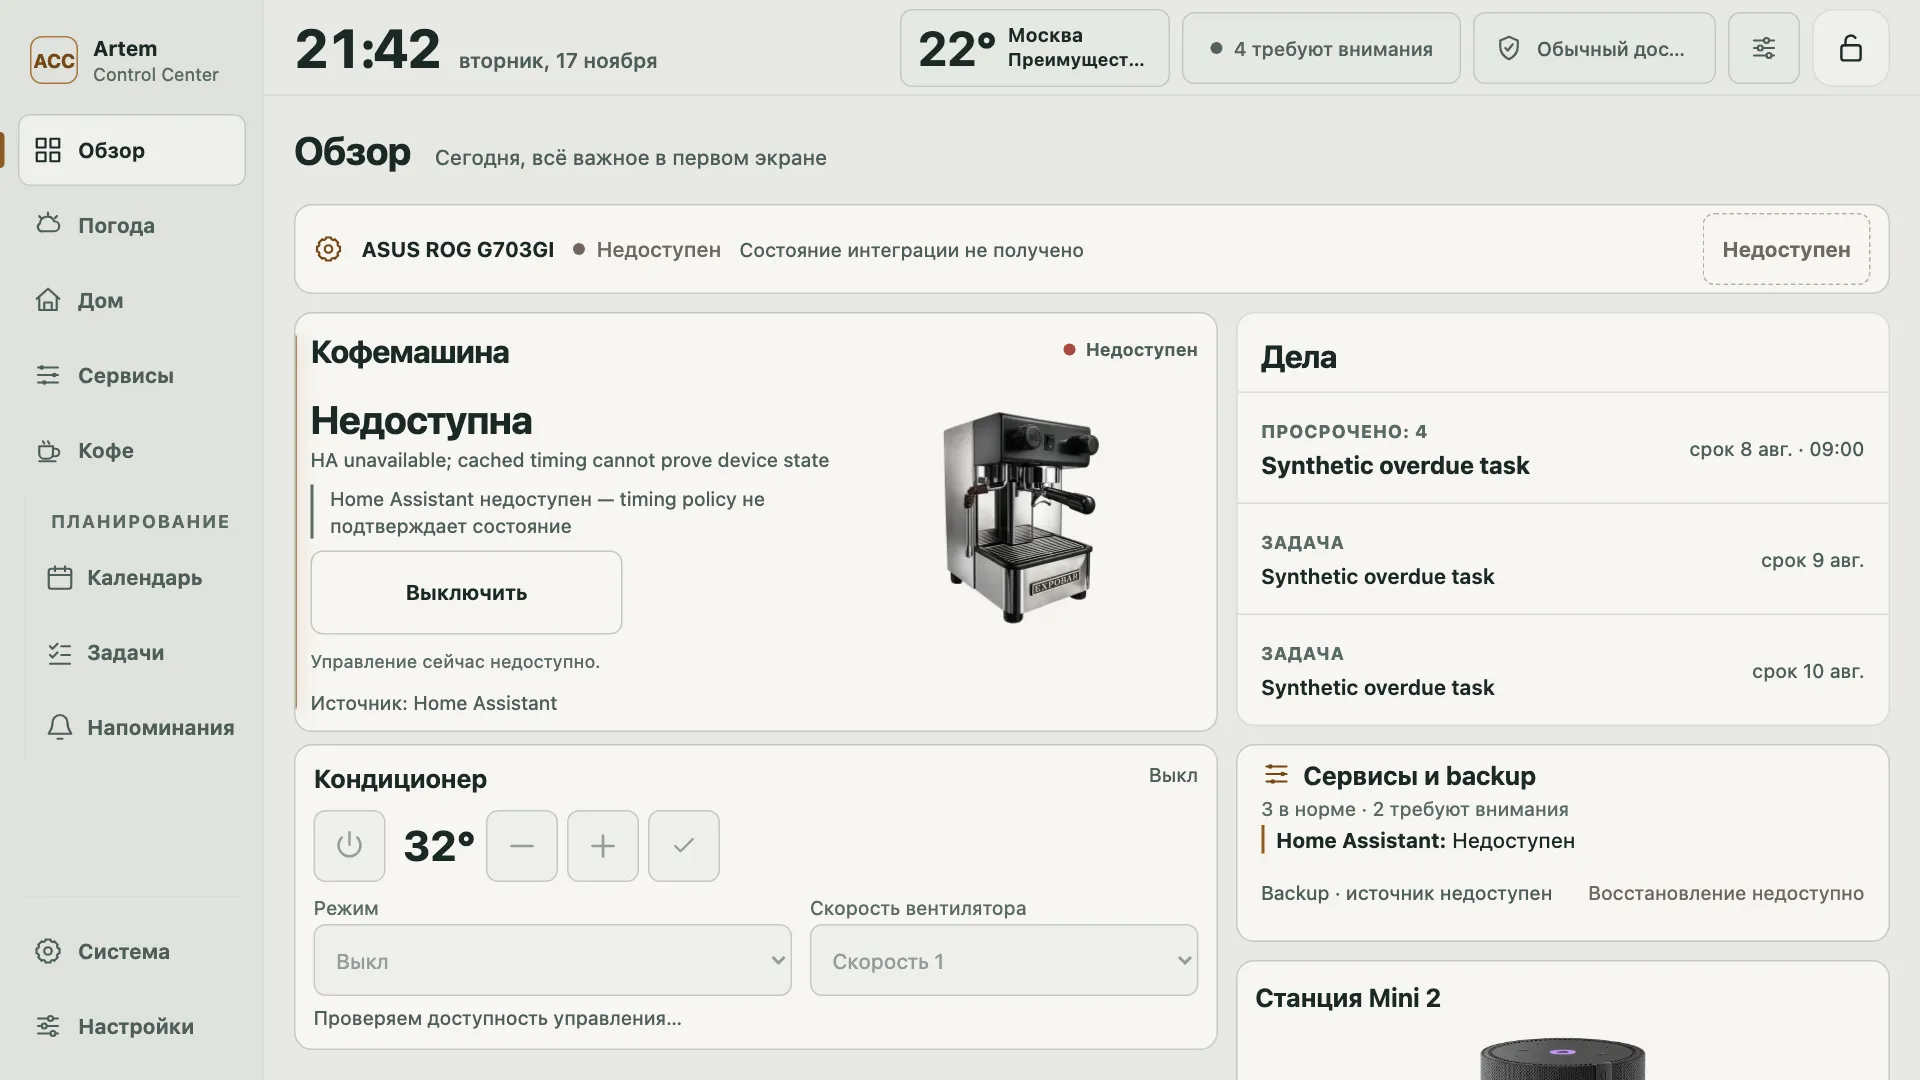 ACC
Artem
Control Center
Обзор
Погода
Дом
Сервисы
Кофе
ПЛАНИРОВАНИЕ
Календарь
Задачи
Напоминания
Система
Настройки
21:42 вторник, 17 ноября
22°
Москва
Преимущест...
4 требуют внимания
Обычный дос...
Обзор Сегодня, всё важное в первом экране
ASUS ROG G703GI Недоступен Состояние интеграции не получено
Недоступен
Кофемашина
Недоступен
Недоступна
HA unavailable; cached timing cannot prove device state
Home Assistant недоступен — timing policy не
подтверждает состояние
Выключить
Управление сейчас недоступно.
Источник: Home Assistant
EXPOBAR
Дела
ПРОСРОЧЕНО: 4
Synthetic overdue task
срок 8 авг. · 09:00
ЗАДАЧА
Synthetic overdue task
срок 9 авг.
ЗАДАЧА
Synthetic overdue task
срок 10 авг.
Кондиционер
Выкл
32°
Режим
Выкл
Скорость вентилятора
Скорость 1
Проверяем доступность управления...
Сервисы и backup
3 в норме · 2 требуют внимания
Home Assistant: Недоступен
Backup · источник недоступен
Восстановление недоступно
Станция Mini 2